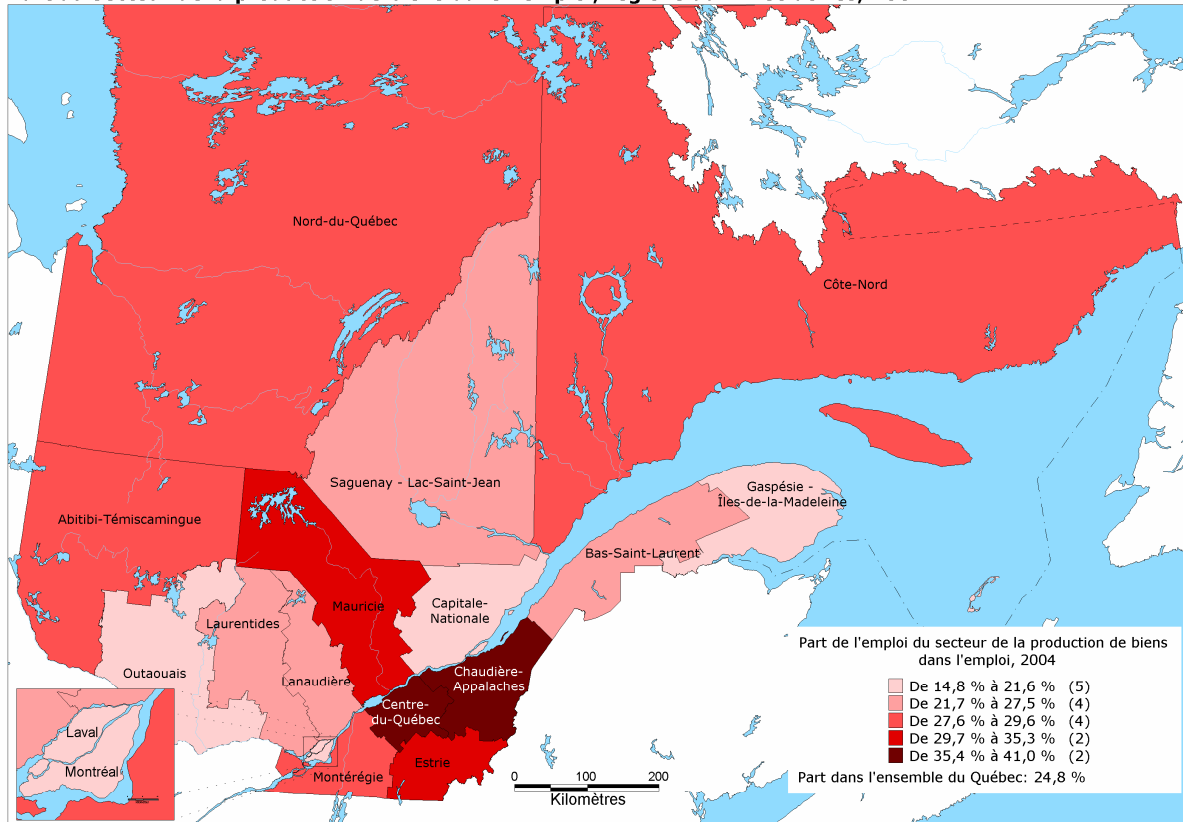 Nord-du-Québec
Côte-Nord
Saguenay - Lac-Saint-Jean
Gaspésie -
Îles-de-la-Madeleine
Abitibi-Témiscamingue
Bas-Saint-Laurent
Mauricie
Capitale-
Nationale
Laurentides
Outaouais
Lanaudière
Chaudière-
Appalaches
Centre-
du-Québec
Estrie
Montérégie
Laval
Montréal
0 100 200
Kilomètres
Part de l'emploi du secteur de la production de biens
dans l'emploi, 2004
De 14,8 % à 21,6 % (5)
De 21,7 % à 27,5 % (4)
De 27,6 % à 29,6 % (4)
De 29,7 % à 35,3 % (2)
De 35,4 % à 41,0 % (2)
Part dans l'ensemble du Québec: 24,8 %